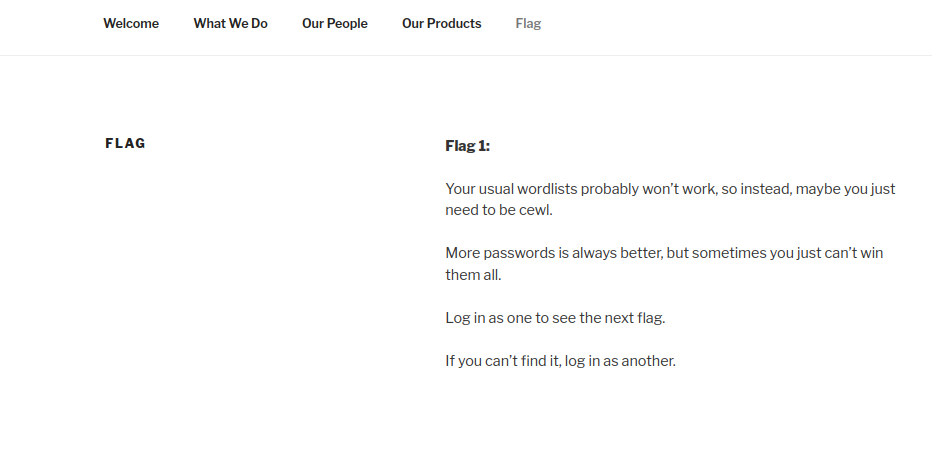 Welcome What We Do Our People Our Products Flag
FLAG
Flag 1:
Your usual wordlists probably won't work, so instead, maybe you just
need to be cewl.
More passwords is always better, but sometimes you just can't win
them all.
Log in as one to see the next flag.
If you can't find it, log in as another.